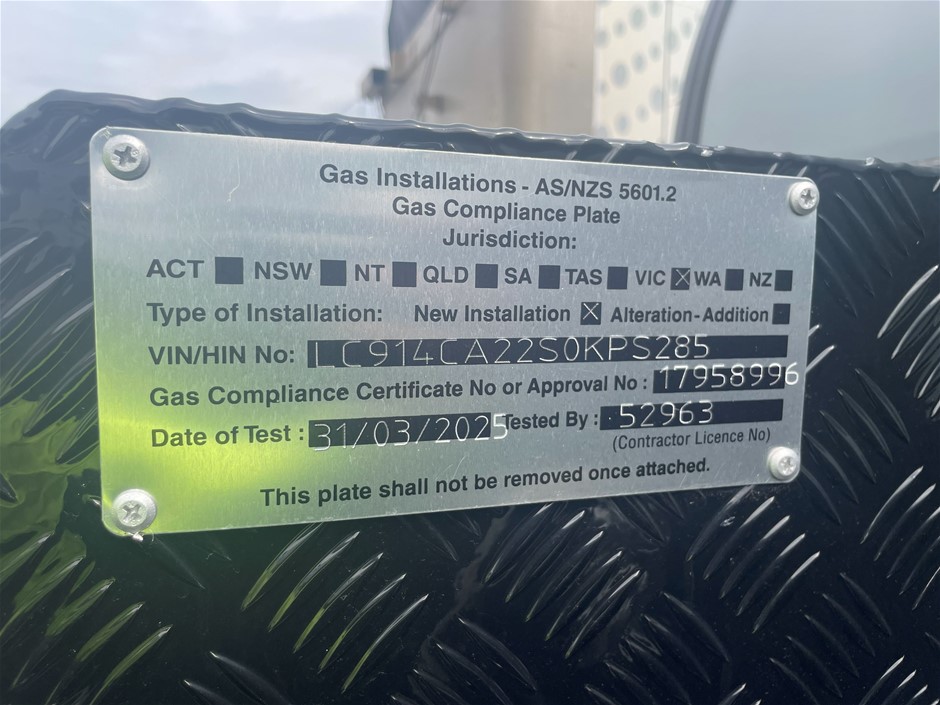 Gas Installations - AS/NZS 5601.2
Gas Compliance Plate
Jurisdiction:
ACT NSW NT QLD SA TAS VIC WA NZ
Type of Installation: New Installation Alteration-Addition
VIN/HIN No: LC914CA22S0KPS285
Gas Compliance Certificate No or Approval No : 17958996
Date of Test : 31/03/2025 Tested By : 52963
(Contractor Licence No)
This plate shall not be removed once attached.